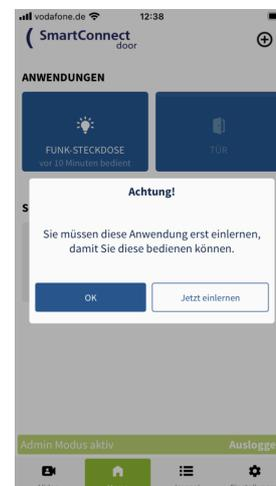 vodafone.de 12:38
SmartConnect
door
ANWENDUNGEN
FUNK-STECKDOSE
vor 10 Minuten bedient
TÜR
S
Achtung!
Sie müssen diese Anwendung erst einlernen,
damit Sie diese bedienen können.
OK
Jetzt einlernen
Admin Modus aktiv
Auslogge